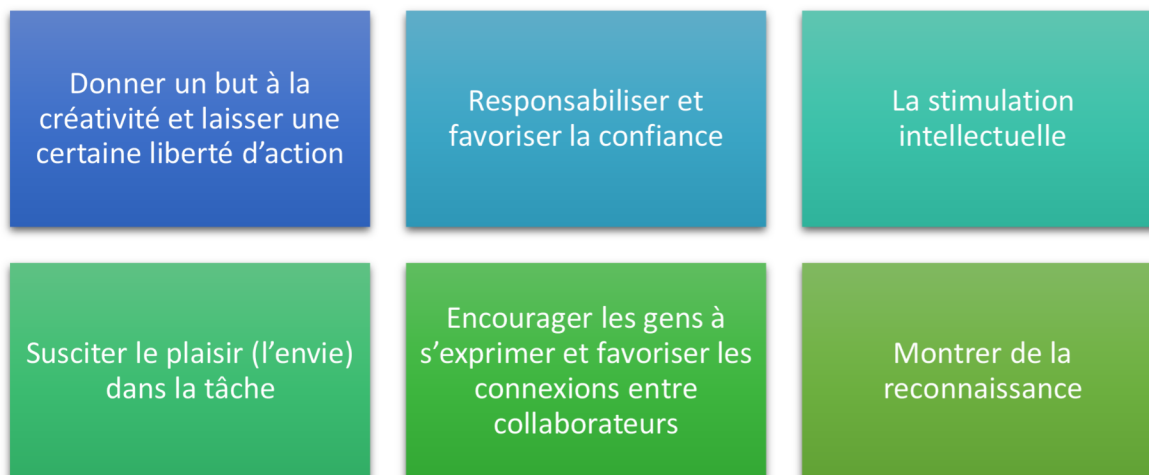 Donner un but à la
créativité et laisser une
certaine liberté d’action
Responsabiliser et
favoriser la confiance
La stimulation
intellectuelle
Susciter le plaisir (l’envie)
dans la tâche
Encourager les gens à
s’exprimer et favoriser les
connexions entre
collaborateurs
Montrer de la
reconnaissance